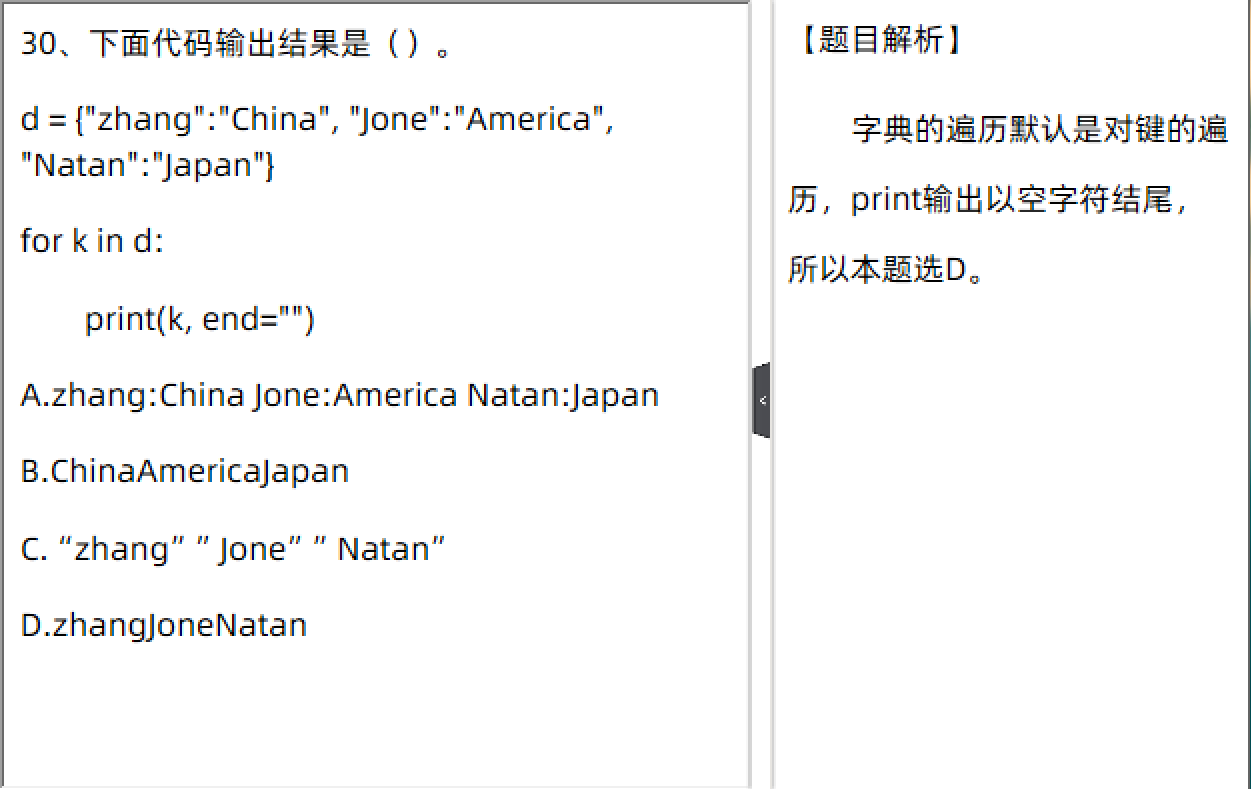 30、下面代码输出结果是（ ）。
d = {"zhang":"China", "Jone":"America",
"Natan":"Japan"}
for k in d:
print(k, end="")
A.zhang:China Jone:America Natan:Japan
B.ChinaAmericaJapan
C. “zhang” ” Jone” ” Natan”
D.zhangJoneNatan
【题目解析】
字典的遍历默认是对键的遍
历，print输出以空字符结尾，
所以本题选D。